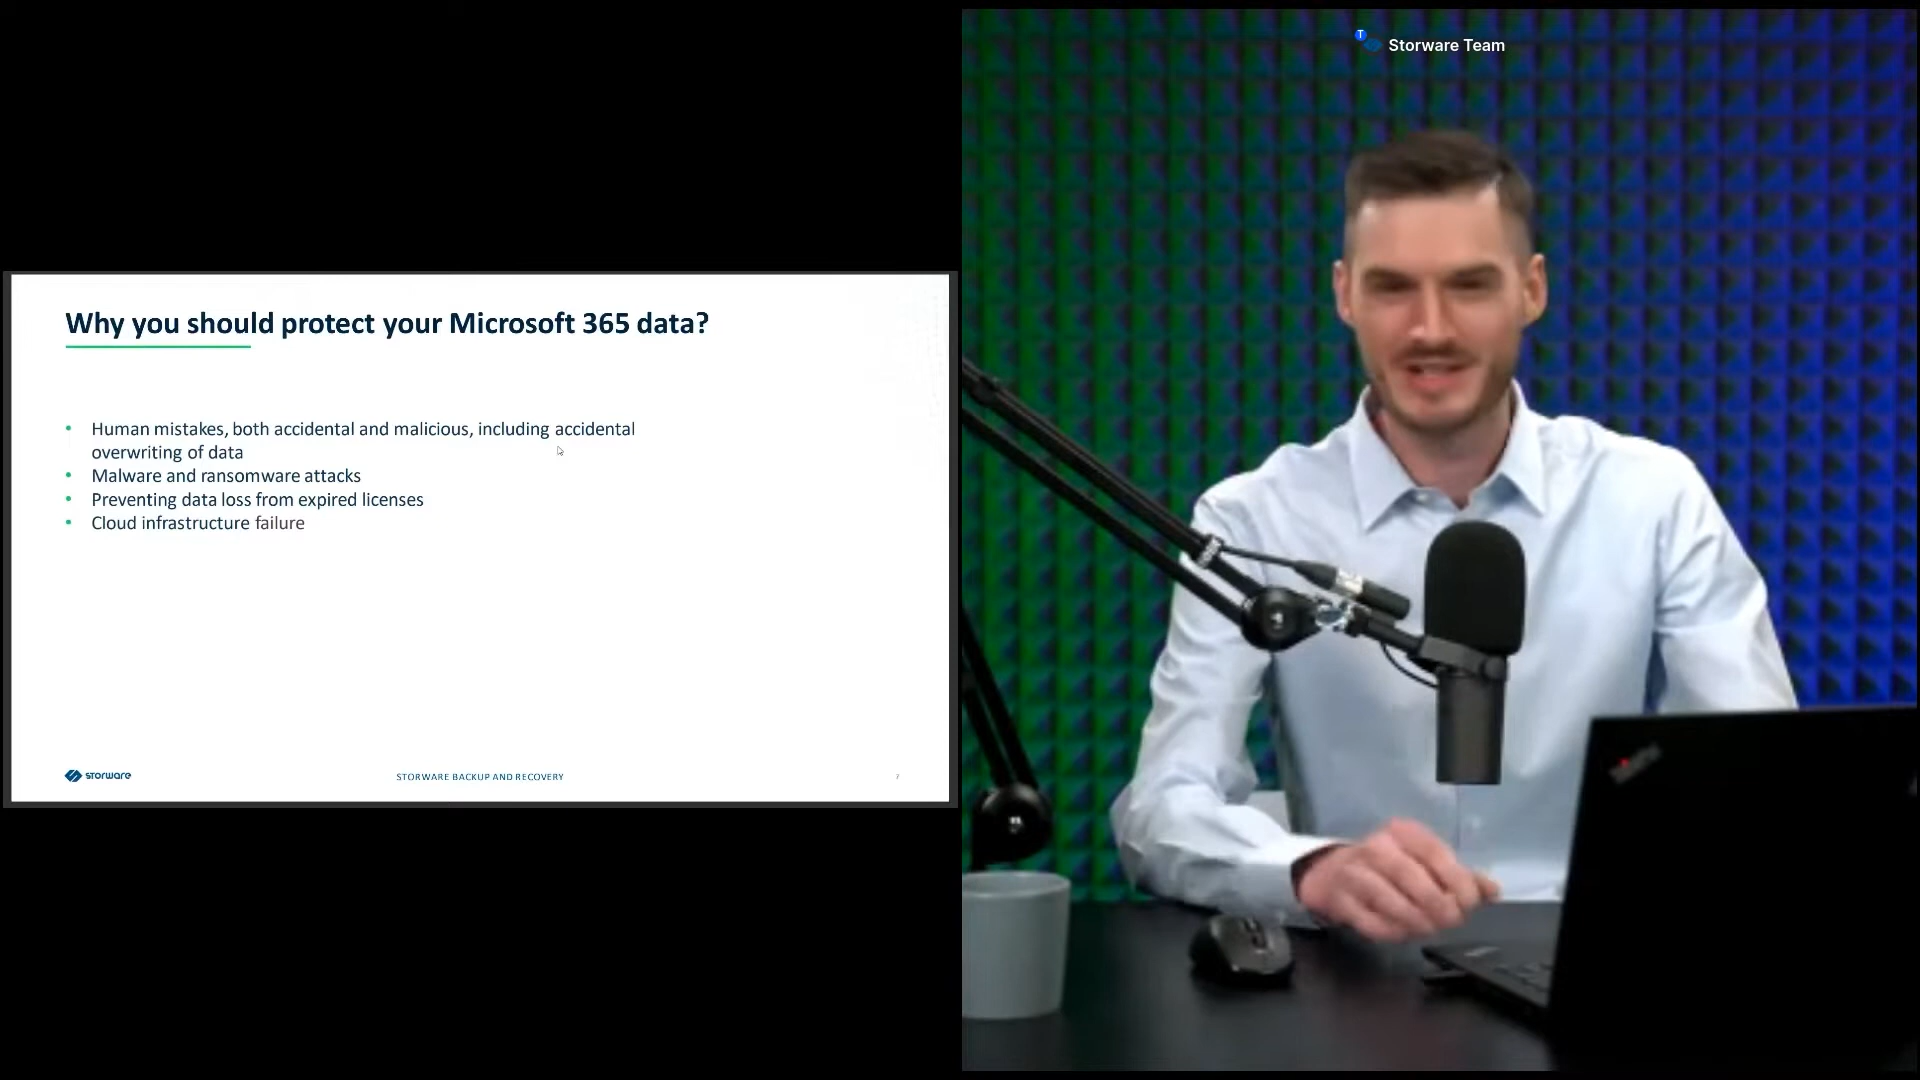 Why you should protect your Microsoft 365 data?
• Human mistakes, both accidental and malicious, including accidental
overwriting of data
• Malware and ransomware attacks
• Preventing data loss from expired licenses
• Cloud infrastructure failure
storware
STORWARE BACKUP AND RECOVERY
7
T
Storware Team